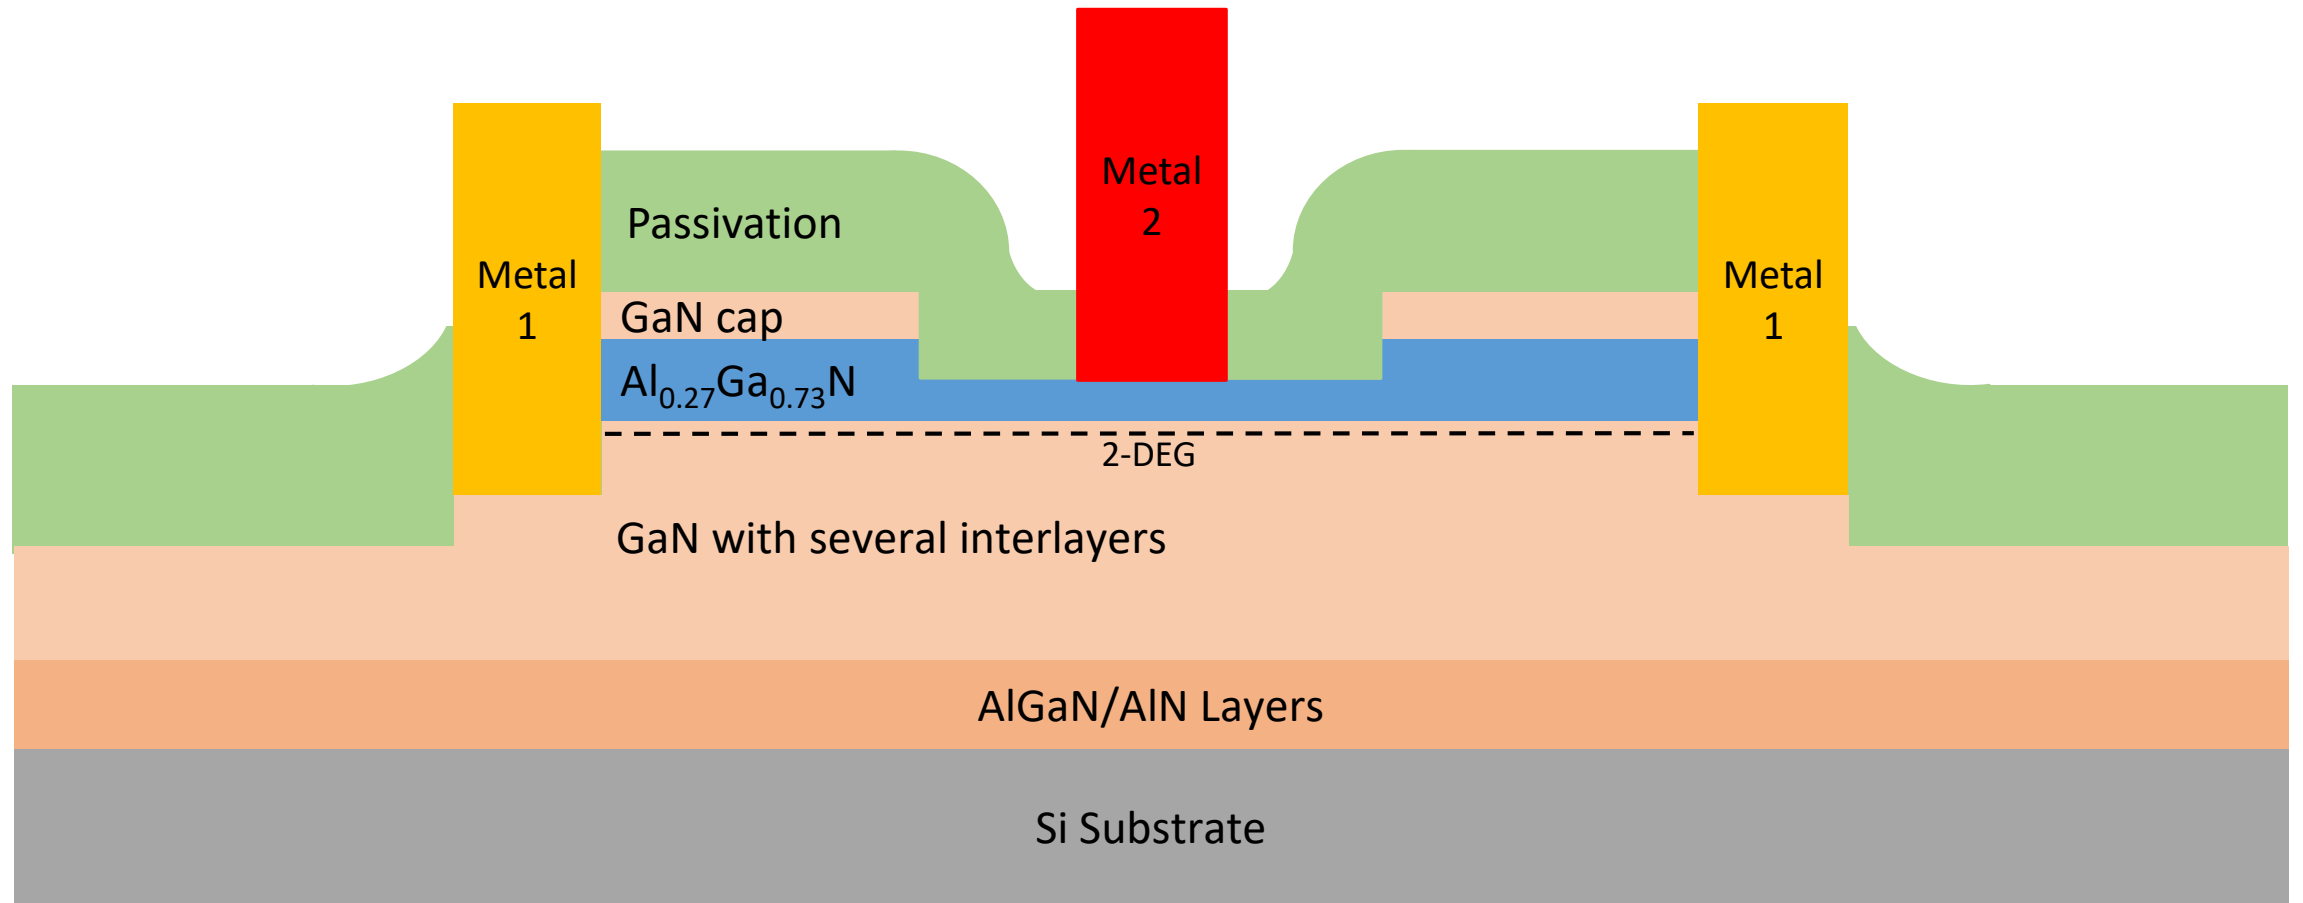 Metal
2
Passivation
Metal
1
Metal
1
GaN cap
Al₀.₂₇Ga₀.₇₃N
2-DEG
GaN with several interlayers
AlGaN/AlN Layers
Si Substrate